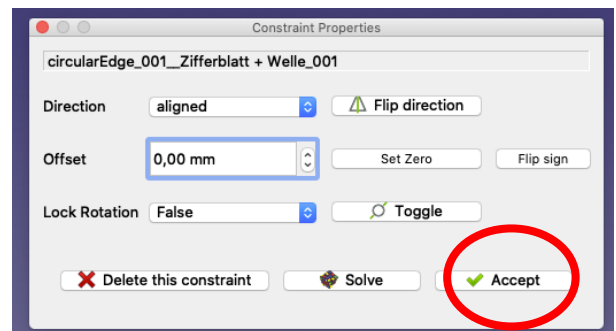 Constraint Properties
circularEdge_001__Zifferblatt + Welle_001
Direction aligned Flip direction
Offset 0,00 mm Set Zero Flip sign
Lock Rotation False Toggle
Delete this constraint Solve Accept